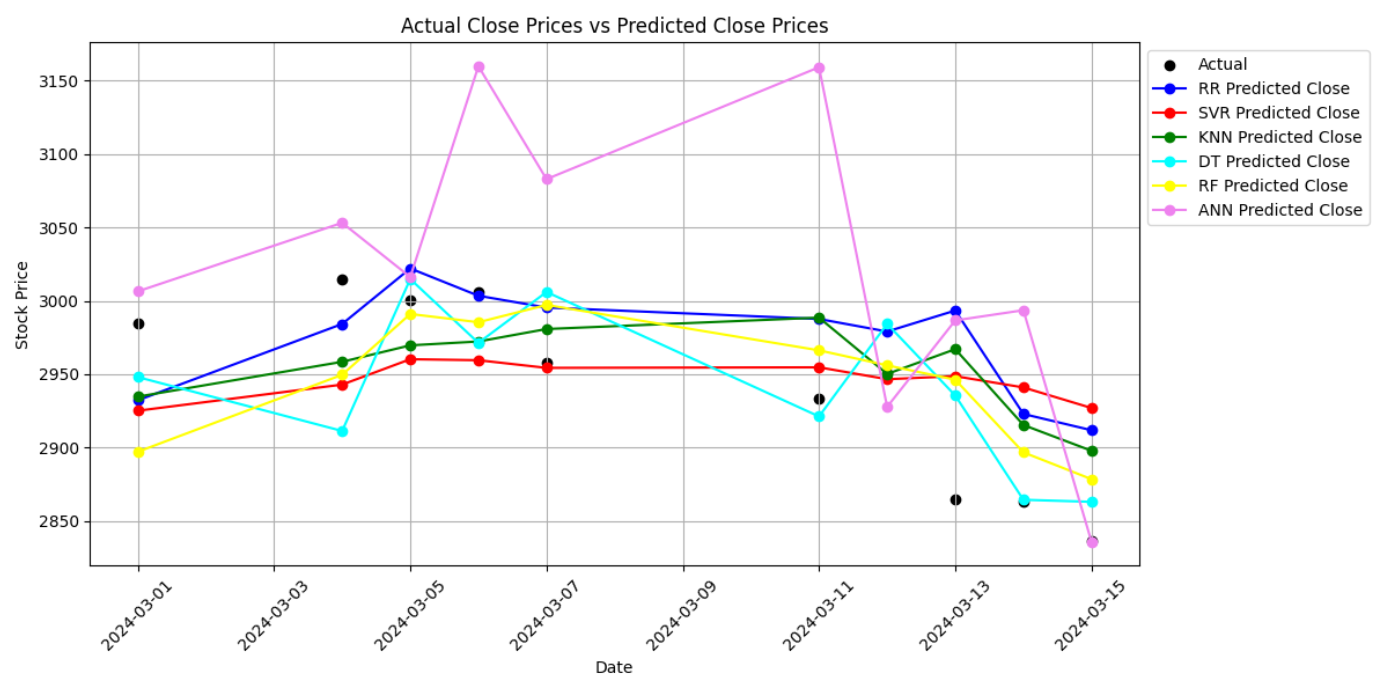 Actual Close Prices vs Predicted Close Prices
Stock Price
3150
3100
3050
3000
2950
2900
2850
2024-03-01
2024-03-03
2024-03-05
2024-03-07
2024-03-09
2024-03-11
2024-03-13
2024-03-15
Date
Actual
RR Predicted Close
SVR Predicted Close
KNN Predicted Close
DT Predicted Close
RF Predicted Close
ANN Predicted Close